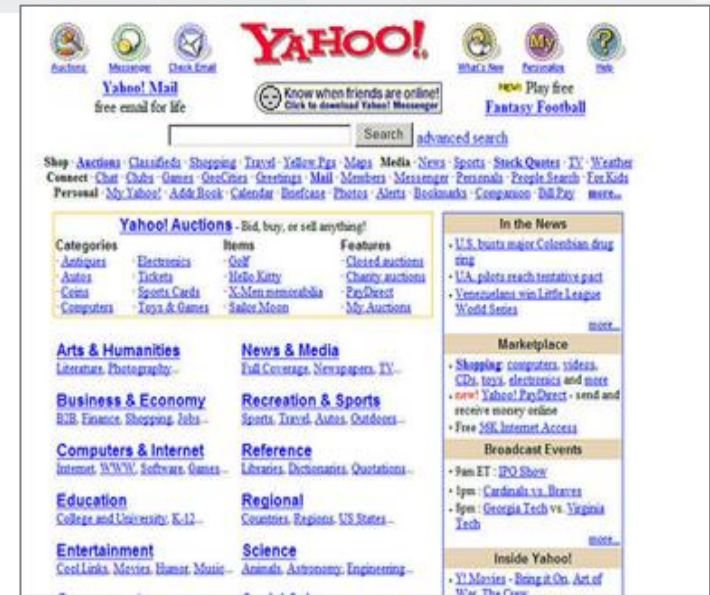 YAHOO!
Auctions Messenger Check Email What's New Personalize Help
My
Yahoo! Mail
free email for life
Know when friends are online!
Click to download Yahoo! Messenger
NEW! Play free
Fantasy Football
Search advanced search
Shop · Auctions · Classifieds · Shopping · Travel · Yellow Pgs · Maps Media · News · Sports · Stock Quotes · TV · Weather
Connect · Chat · Clubs · Games · GeoCities · Greetings · Mail · Members · Messenger · Personals · People Search · For Kids
Personal · My Yahoo! · Addr Book · Calendar · Briefcase · Photos · Alerts · Bookmarks · Companion · Bill Pay more...
Yahoo! Auctions - Bid, buy, or sell anything!
Categories Items Features
· Antiques · Electronics · Golf · Closed auctions
· Autos · Tickets · Hello Kitty · Charity auctions
· Coins · Sports Cards · X-Men memorabilia · PayDirect
· Computers · Toys & Games · Sailor Moon · My Auctions
Arts & Humanities
Literature, Photography...
News & Media
Full Coverage, Newspapers, TV...
Business & Economy
B2B, Finance, Shopping, Jobs...
Recreation & Sports
Sports, Travel, Autos, Outdoors...
Computers & Internet
Internet, WWW, Software, Games...
Reference
Libraries, Dictionaries, Quotations...
Education
College and University, K-12...
Regional
Countries, Regions, US States...
Entertainment
Cool Links, Movies, Humor, Music...
Science
Animals, Astronomy, Engineering...
In the News
· U.S. busts major Colombian drug
ring
· UA, pilots reach tentative pact
· Venezuelans win Little League
World Series
more...
Marketplace
· Shopping: computers, videos,
CDs, toys, electronics and more
· new! Yahoo! PayDirect - send and
receive money online
· Free 56K Internet Access
Broadcast Events
· 9am ET : IPO Show
· 1pm : Cardinals vs. Braves
· 8pm : Georgia Tech vs. Virginia
Tech
more...
Inside Yahoo!
· Y! Movies - Bring it On, Art of
War, The Crew